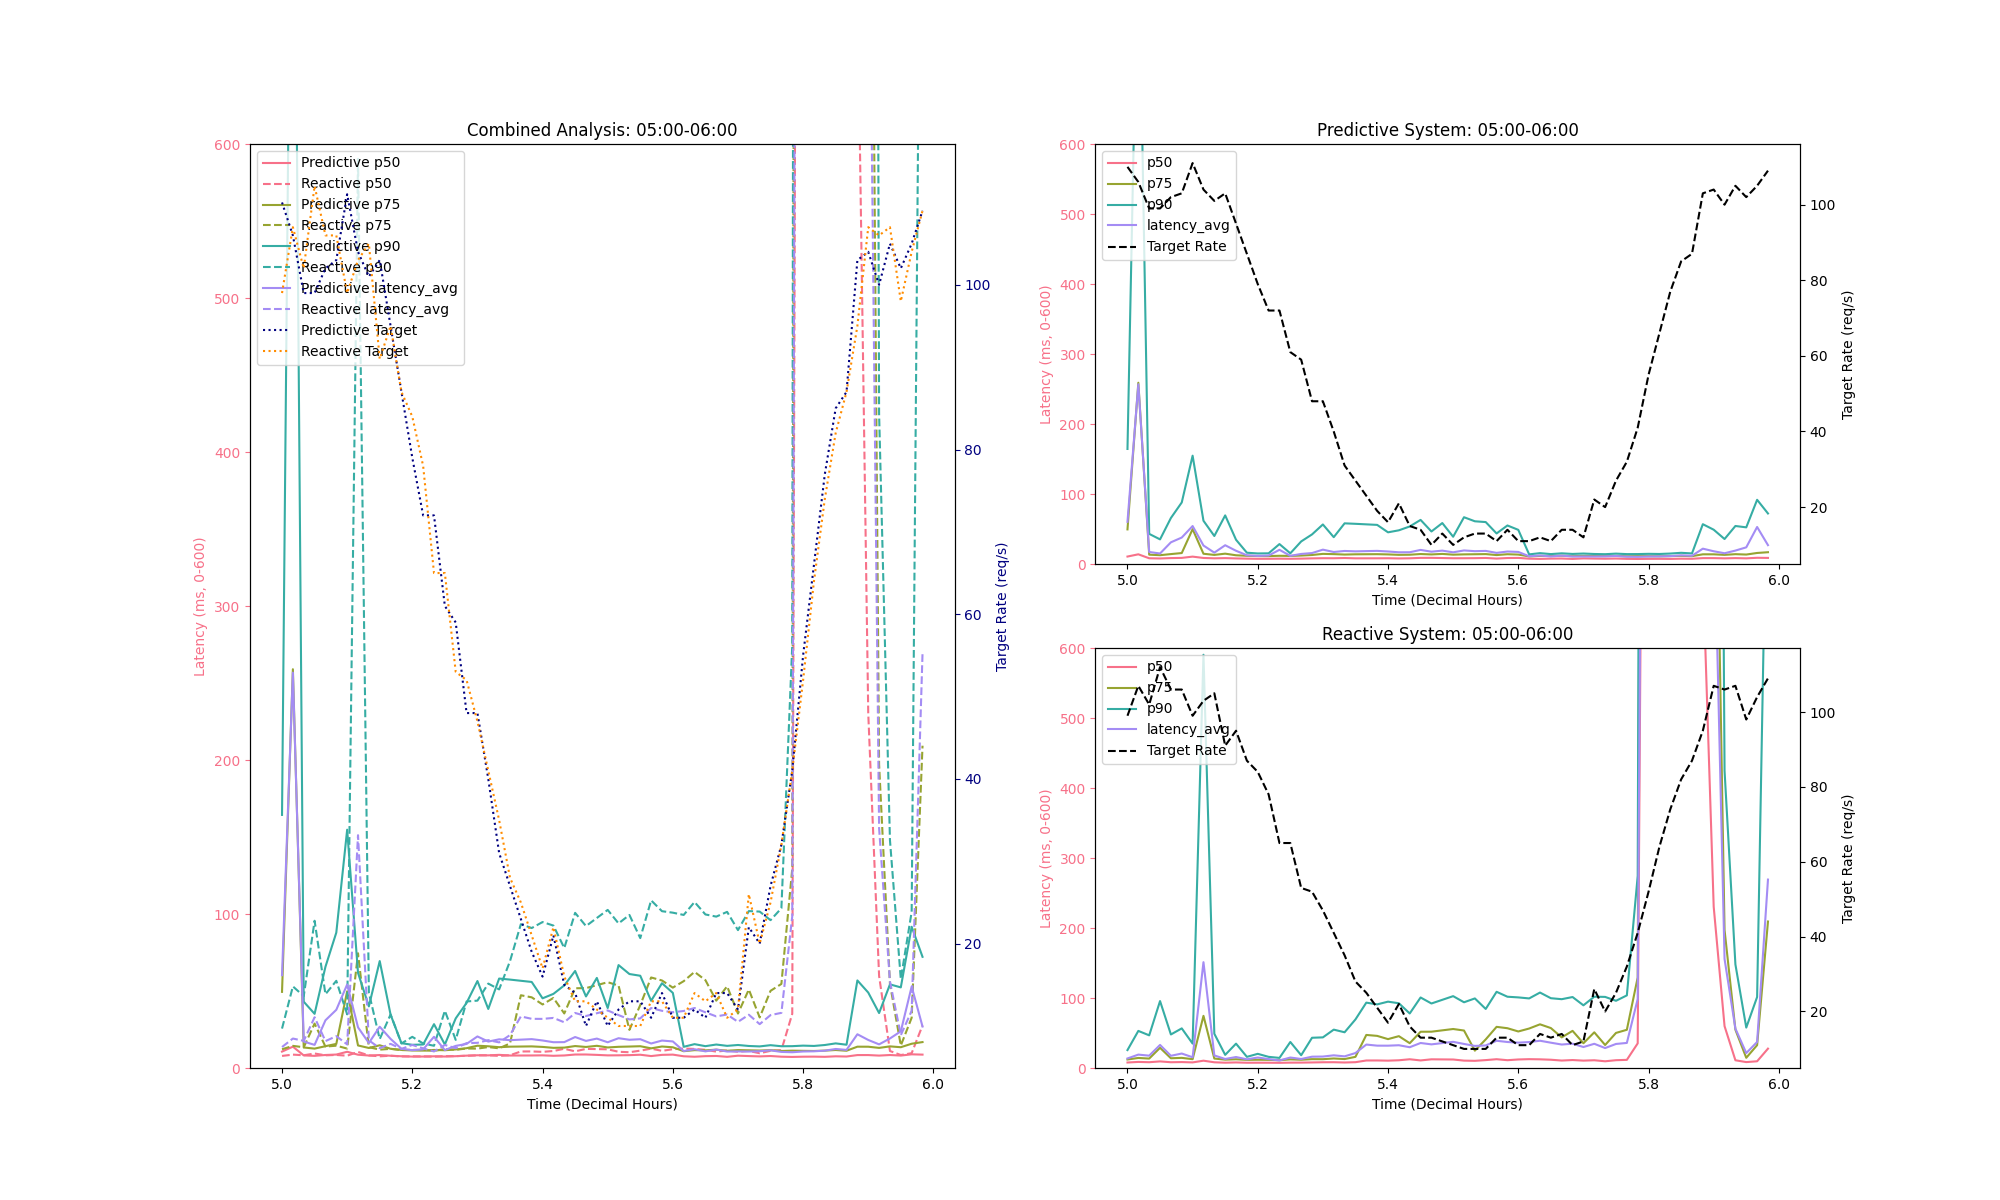 Combined Analysis: 05:00-06:00
600
500
400
300
200
100
0
Latency (ms, 0-600)
Predictive p50
Reactive p50
Predictive p75
Reactive p75
Predictive p90
Reactive p90
Predictive latency_avg
Reactive latency_avg
Predictive Target
Reactive Target
100
80
60
40
20
Target Rate (req/s)
5.0 5.2 5.4 5.6 5.8 6.0
Time (Decimal Hours)
Predictive System: 05:00-06:00
600
500
400
300
200
100
0
Latency (ms, 0-600)
p50
p75
p90
latency_avg
Target Rate
100
80
60
40
20
Target Rate (req/s)
5.0 5.2 5.4 5.6 5.8 6.0
Time (Decimal Hours)
Reactive System: 05:00-06:00
600
500
400
300
200
100
0
Latency (ms, 0-600)
p50
p75
p90
latency_avg
Target Rate
100
80
60
40
20
Target Rate (req/s)
5.0 5.2 5.4 5.6 5.8 6.0
Time (Decimal Hours)